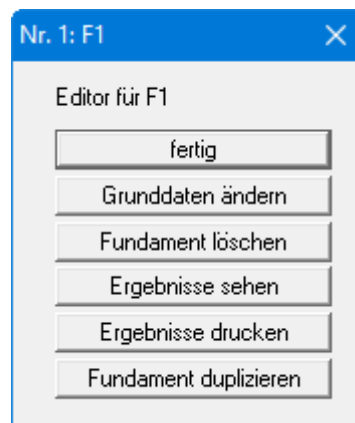 Nr. 1: F1
Editor für F1
fertig
Grunddaten ändern
Fundament löschen
Ergebnisse sehen
Ergebnisse drucken
Fundament duplizieren